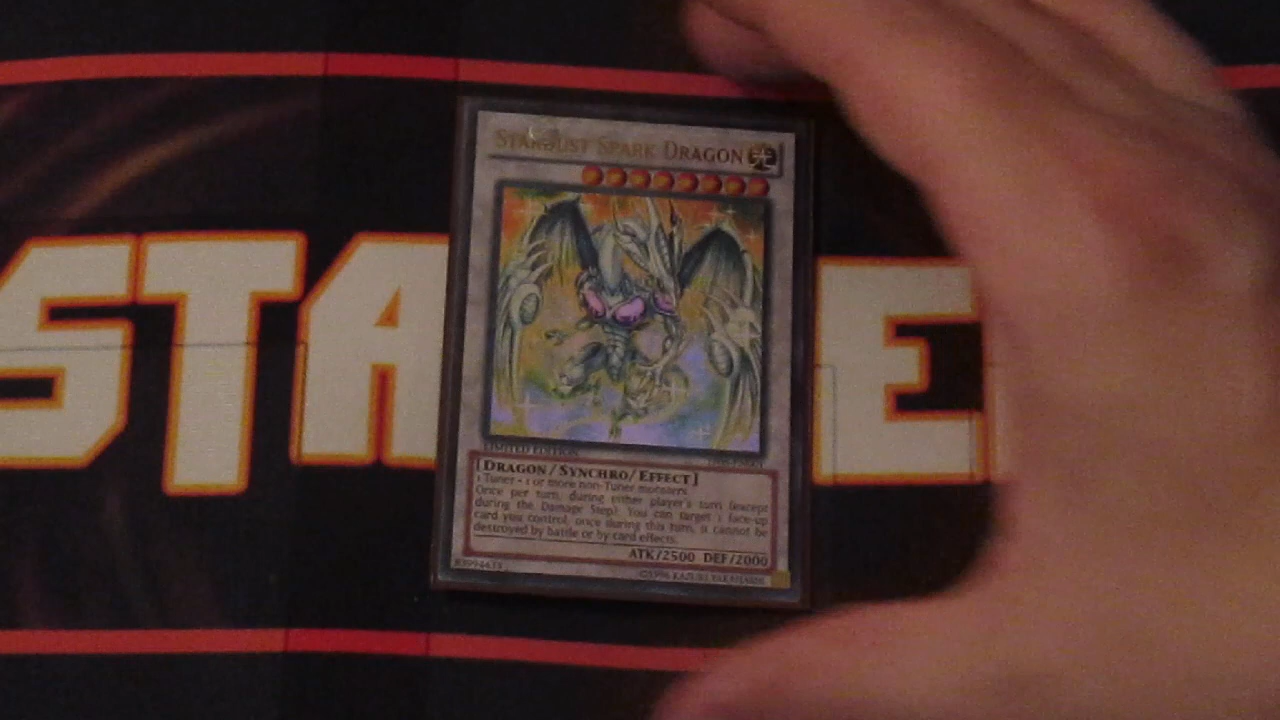 STARDUST SPARK DRAGON
STA E
LIMITED EDITION
[DRAGON/SYNCHRO/EFFECT]
1 Tuner + 1 or more non-Tuner monsters
Once per turn, during either player's turn (except
during the Damage Step): You can target 1 face-up
card you control; once during this turn, it cannot be
destroyed by battle or by card effects.
ATK/2500 DEF/2000
83994433
©1996 KAZUKI TAKAHASHI